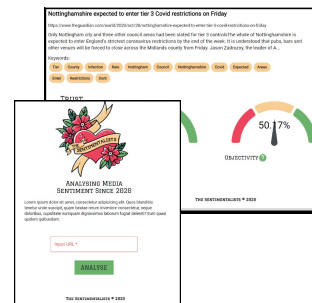 Nottinghamshire expected to enter tier 3 Covid restrictions on Friday
https://www.theguardian.com/world/2020/oct/28/nottinghamshire-expected-to-enter-tier-3-covid-restrictions-on-friday
Only Nottingham city and three other council areas had been slated for tier 3 controlsThe whole of Nottinghamshire is
expected to enter England's strictest coronavirus restrictions by the end of the week. It is understood that pubs, bars and
other venues will be forced to close across the Midlands county from Friday. Jason Zadrozny, the leader of A...
Keywords:
Tier County Infection Rate Nottingham Council Nottinghamshire Covid Expected Areas
Enter Restrictions Dont
TRUST
50.17%
OBJECTIVITY ?
THE SENTIMENTALISTS © 2020
THE
SENTIMENTALISTS
ANALYSING MEDIA
SENTIMENT SINCE 2020
Lorem ipsum dolor sit amet, consectetur adipisicing elit. Quos blanditiis
tenetur unde suscipit, quam beatae rerum inventore consectetur, neque
doloribus, cupiditate numquam dignissimos laborum fugiat deleniti? Eum quasi
quidem quibusdam.
Input URL *
ANALYSE
THE SENTIMENTALISTS © 2020